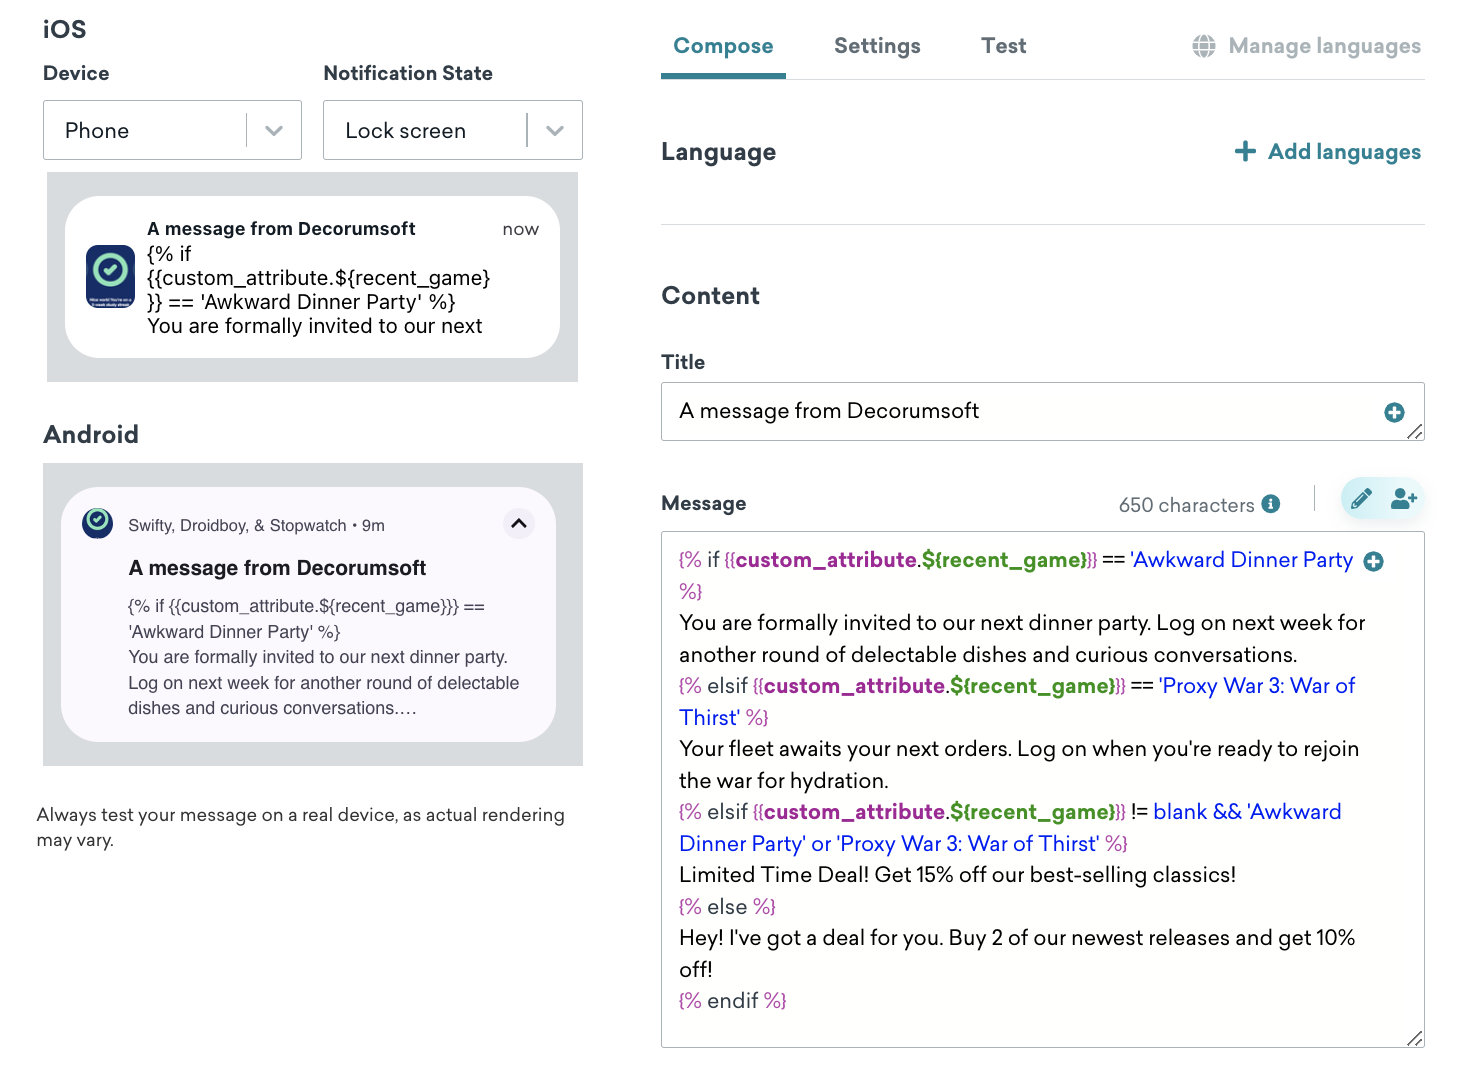 iOS
Device
Notification State
Phone
Lock screen
A message from Decorumsoft
now
{% if
{{custom_attribute.${recent_game}
}} == 'Awkward Dinner Party' %}
You are formally invited to our next
Android
Swifty, Droidboy, & Stopwatch • 9m
A message from Decorumsoft
{% if {{custom_attribute.${recent_game}}} ==
'Awkward Dinner Party' %}
You are formally invited to our next dinner party.
Log on next week for another round of delectable
dishes and curious conversations....
Always test your message on a real device, as actual rendering
may vary.
Compose
Settings
Test
Manage languages
Language
Add languages
Content
Title
A message from Decorumsoft
Message
650 characters
{% if {{custom_attribute.${recent_game}}} == 'Awkward Dinner Party
%}
You are formally invited to our next dinner party. Log on next week for
another round of delectable dishes and curious conversations.
{% elsif {{custom_attribute.${recent_game}}} == 'Proxy War 3: War of
Thirst' %}
Your fleet awaits your next orders. Log on when you're ready to rejoin
the war for hydration.
{% elsif {{custom_attribute.${recent_game}}} != blank && 'Awkward
Dinner Party' or 'Proxy War 3: War of Thirst' %}
Limited Time Deal! Get 15% off our best-selling classics!
{% else %}
Hey! I've got a deal for you. Buy 2 of our newest releases and get 10%
off!
{% endif %}